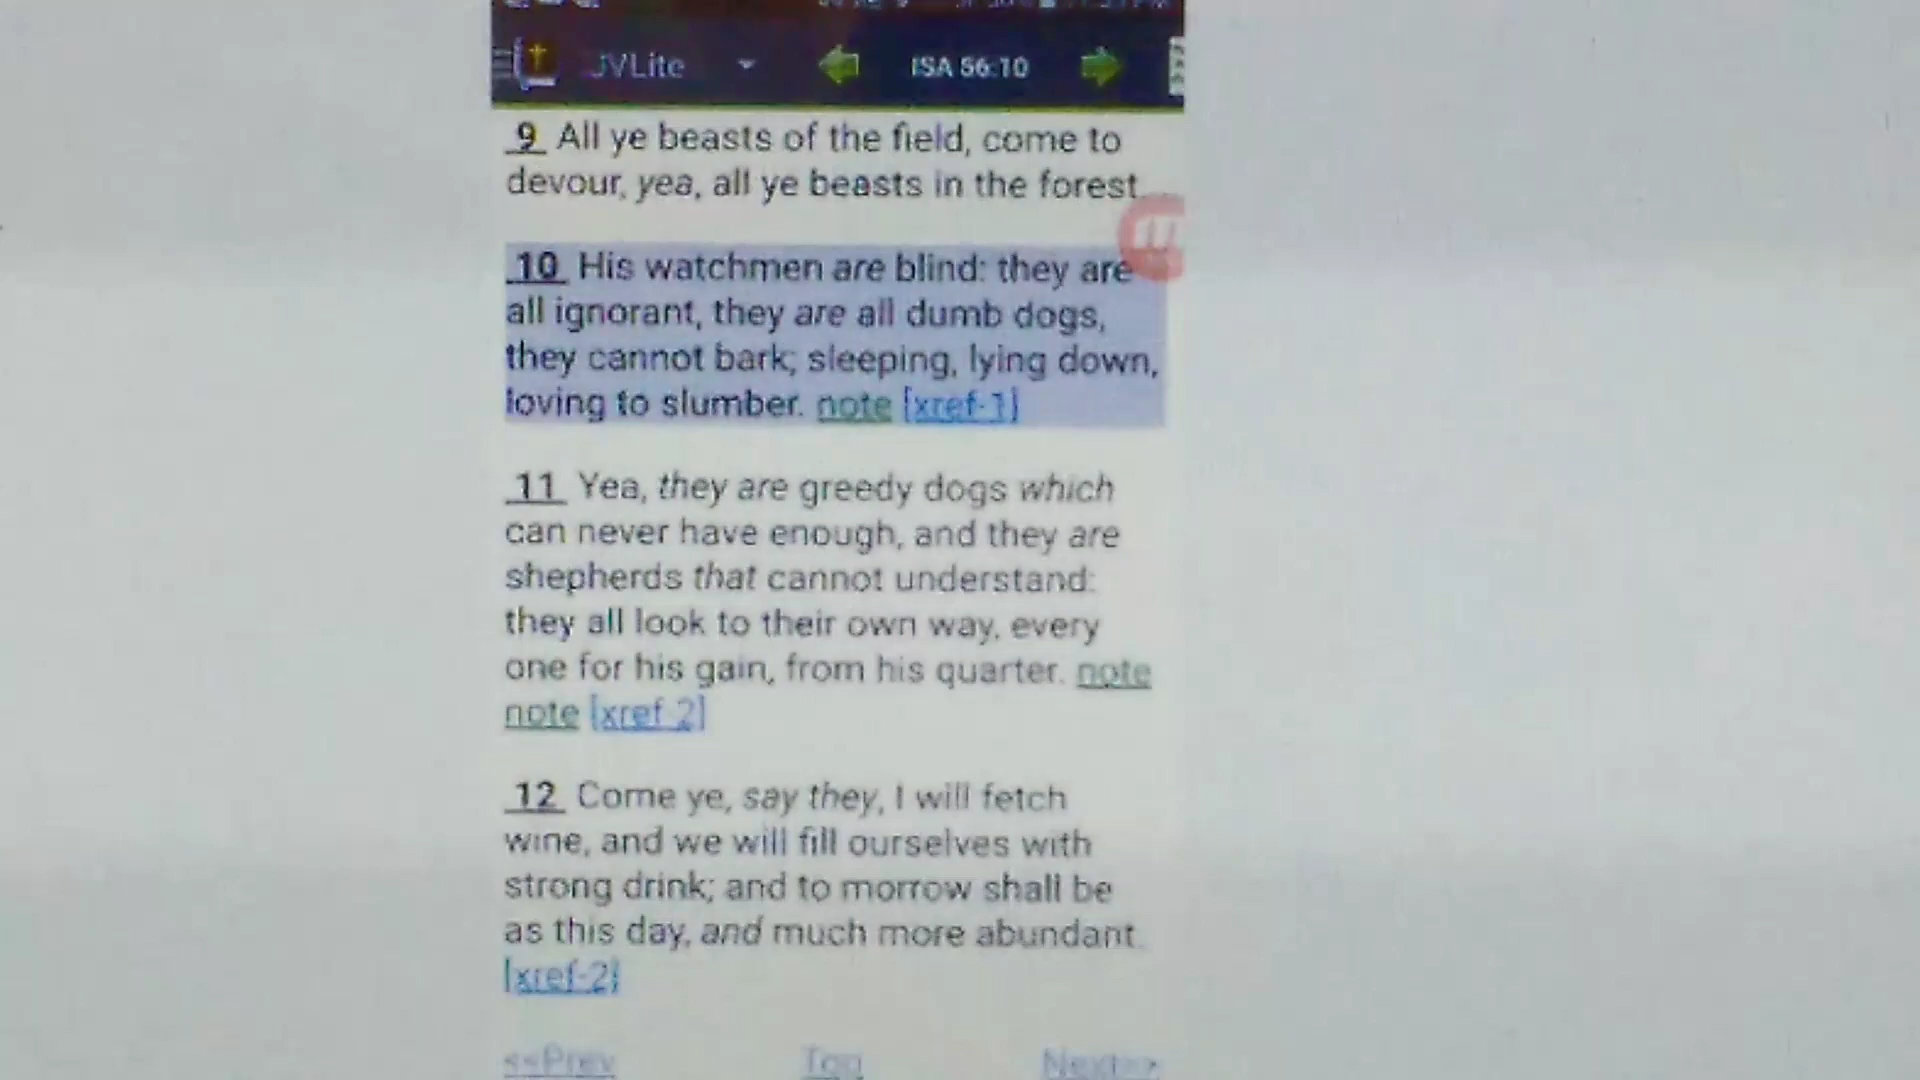 JVLite ISA 56:10
9 All ye beasts of the field, come to
devour, yea, all ye beasts in the forest.
10 His watchmen are blind: they are
all ignorant, they are all dumb dogs,
they cannot bark; sleeping, lying down,
loving to slumber. note [xref-1]
11 Yea, they are greedy dogs which
can never have enough, and they are
shepherds that cannot understand:
they all look to their own way, every
one for his gain, from his quarter. note
note [xref-2]
12 Come ye, say they, I will fetch
wine, and we will fill ourselves with
strong drink; and to morrow shall be
as this day, and much more abundant.
[xref-2]
<<Prev Top Next>>